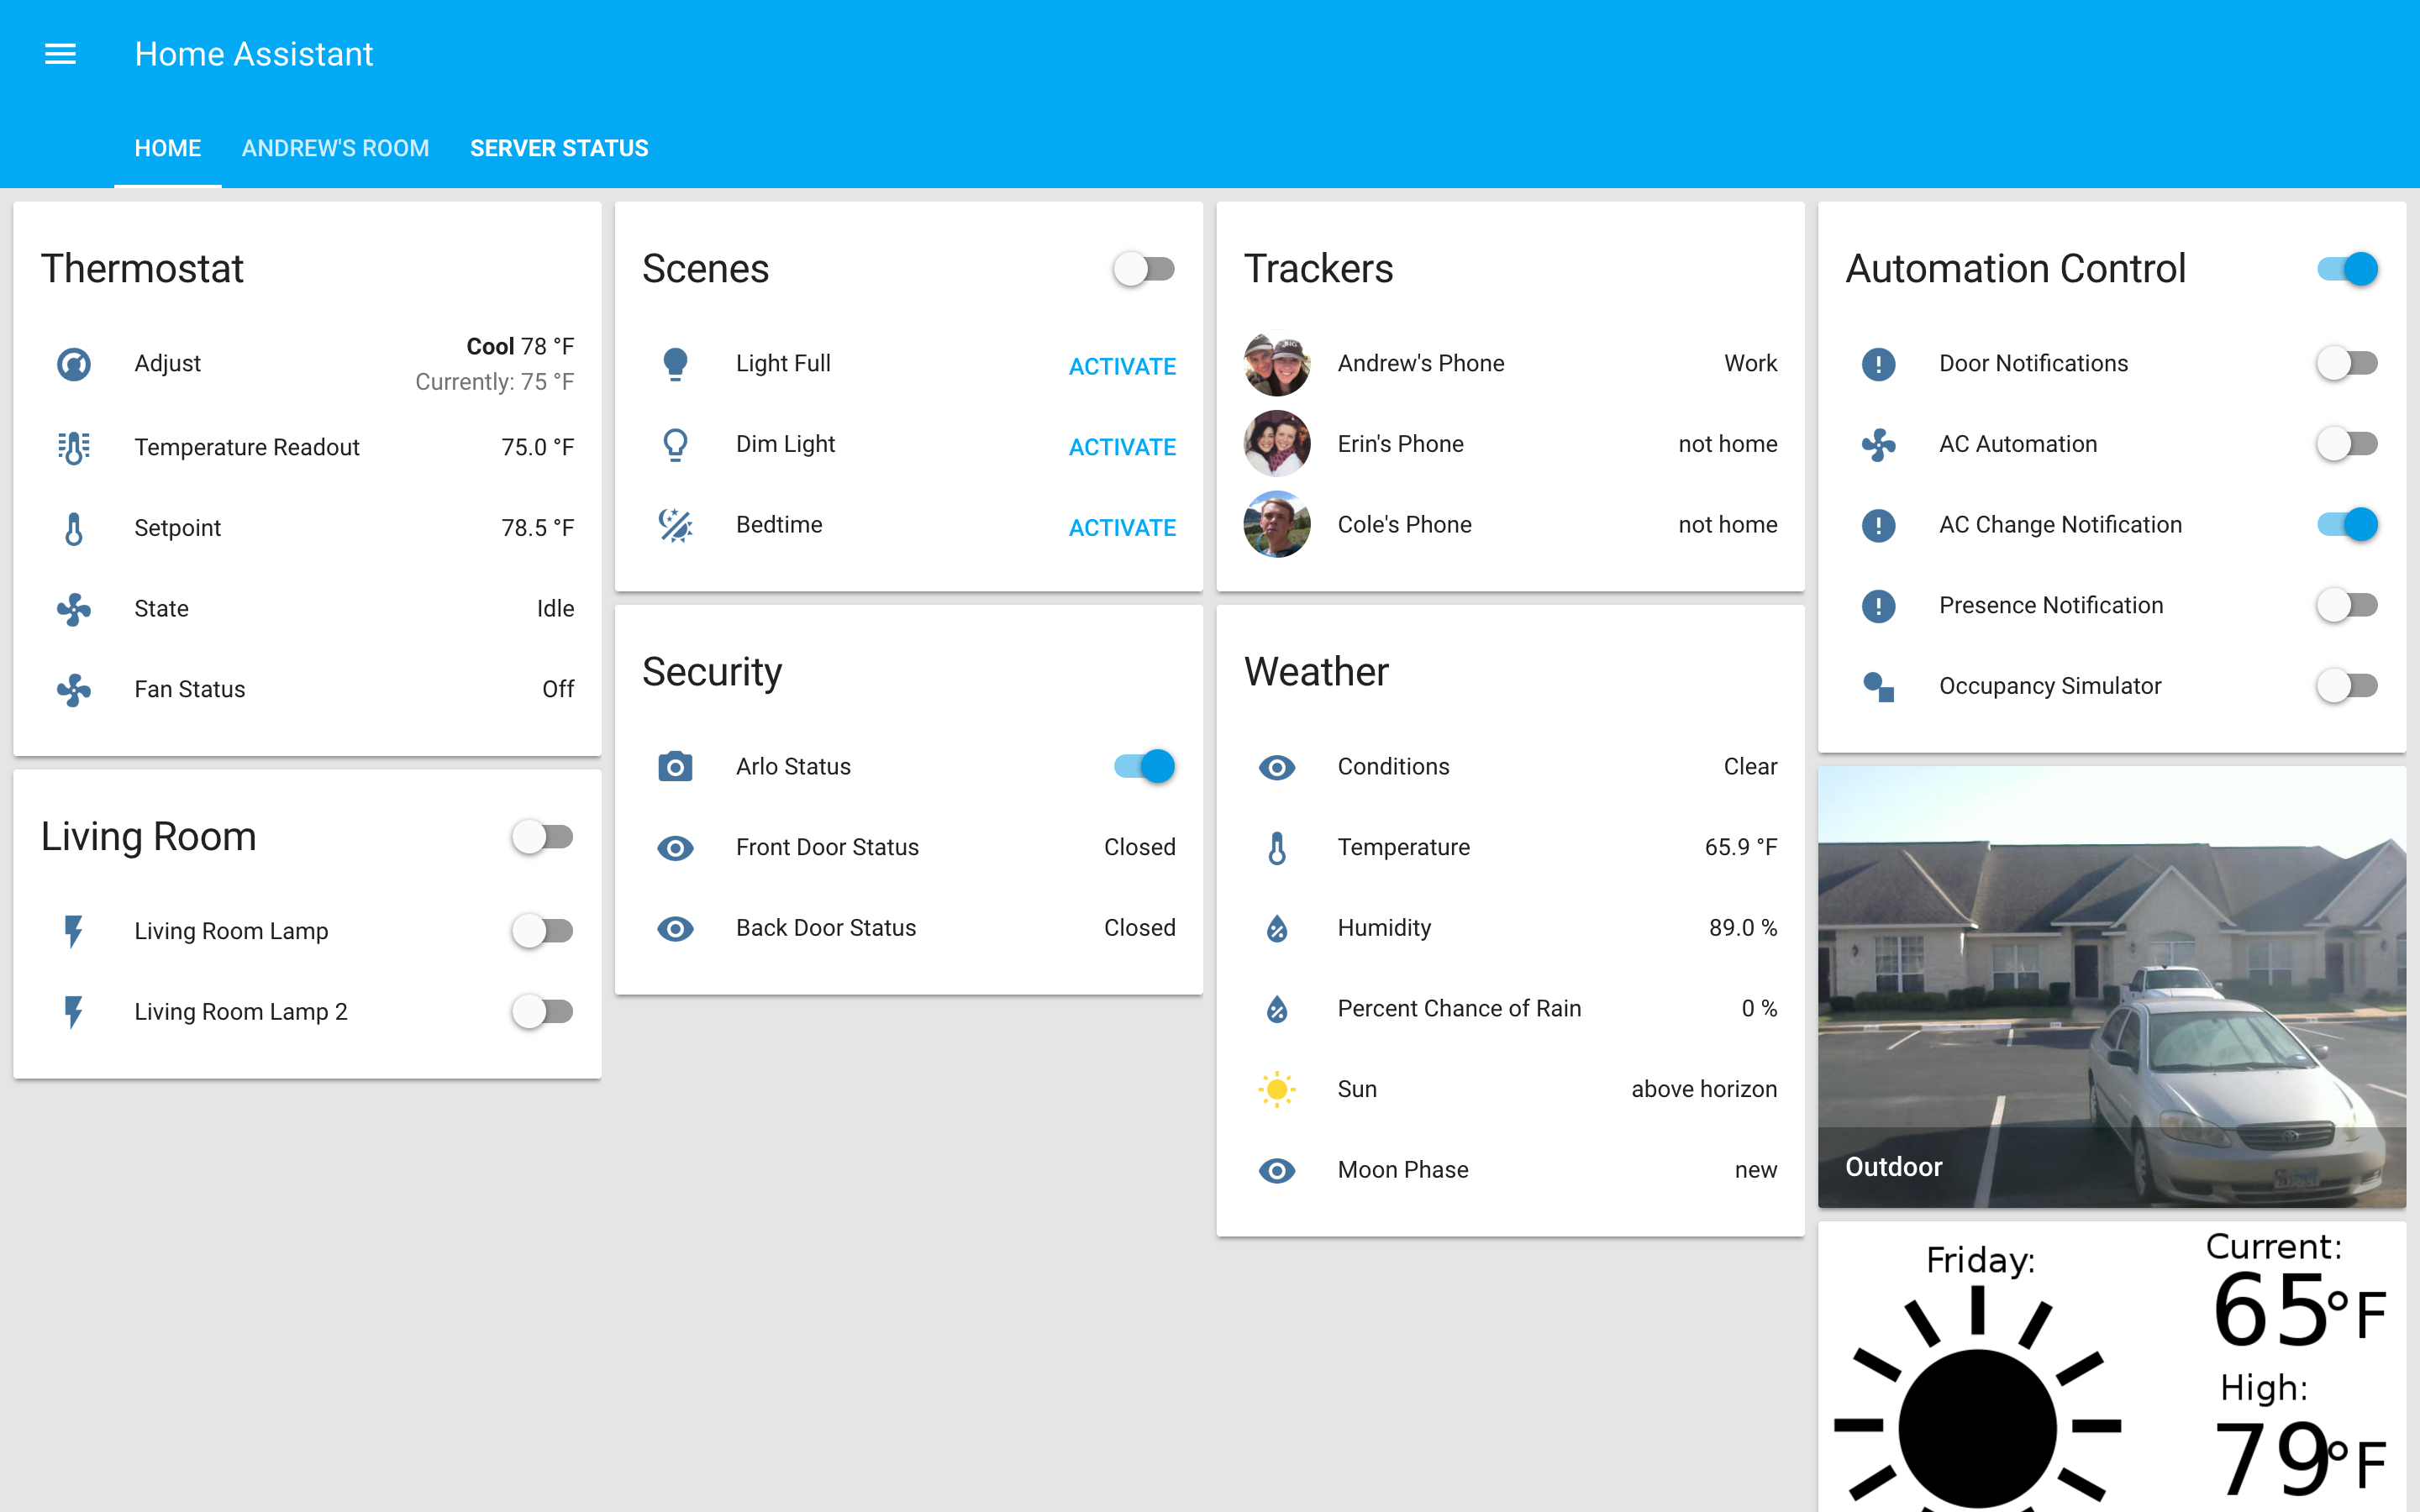 Home Assistant
HOME ANDREW'S ROOM SERVER STATUS
Thermostat
Adjust Cool 78 °F
Currently: 75 °F
Temperature Readout 75.0 °F
Setpoint 78.5 °F
State Idle
Fan Status Off
Living Room
Living Room Lamp
Living Room Lamp 2
Scenes
Light Full ACTIVATE
Dim Light ACTIVATE
Bedtime ACTIVATE
Security
Arlo Status
Front Door Status Closed
Back Door Status Closed
Trackers
Andrew's Phone Work
Erin's Phone not home
Cole's Phone not home
Weather
Conditions Clear
Temperature 65.9 °F
Humidity 89.0 %
Percent Chance of Rain 0 %
Sun above horizon
Moon Phase new
Automation Control
Door Notifications
AC Automation
AC Change Notification
Presence Notification
Occupancy Simulator
Outdoor
Friday:
Current:
65°F
High:
79°F